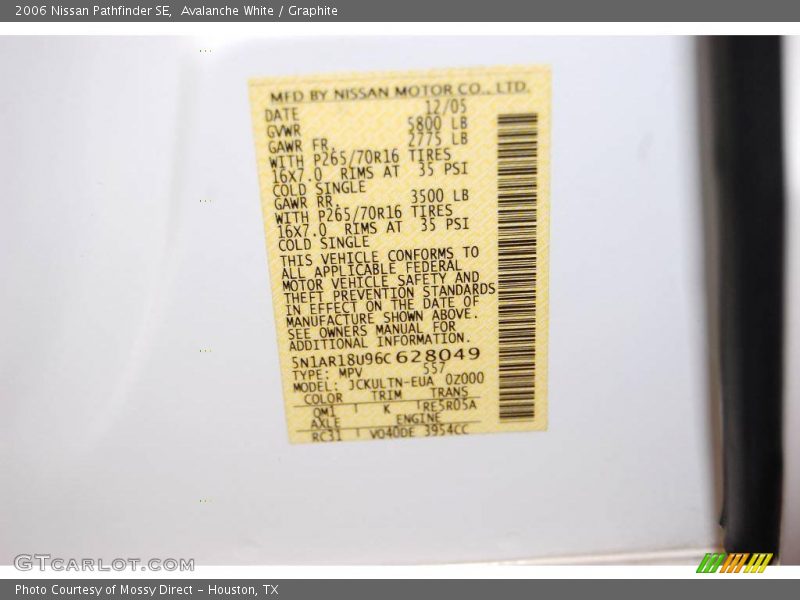 2006 Nissan Pathfinder SE, Avalanche White / Graphite
MFD BY NISSAN MOTOR CO., LTD.
DATE 12/05
GVWR 5800 LB
GAWR FR. 2775 LB
WITH P265/70R16 TIRES
16X7.0 RIMS AT 35 PSI
COLD SINGLE
GAWR RR. 3500 LB
WITH P265/70R16 TIRES
16X7.0 RIMS AT 35 PSI
COLD SINGLE
THIS VEHICLE CONFORMS TO
ALL APPLICABLE FEDERAL
MOTOR VEHICLE SAFETY AND
THEFT PREVENTION STANDARDS
IN EFFECT ON THE DATE OF
MANUFACTURE SHOWN ABOVE.
SEE OWNERS MANUAL FOR
ADDITIONAL INFORMATION.
5N1AR18U96C628049
TYPE: MPV 557
MODEL: JCKULTN-EUA 0Z000
COLOR TRIM TRANS
QM1 K RE5R05A
AXLE ENGINE
RC31 VQ40DE 3954CC
GTCARLOT.COM
Photo Courtesy of Mossy Direct - Houston, TX